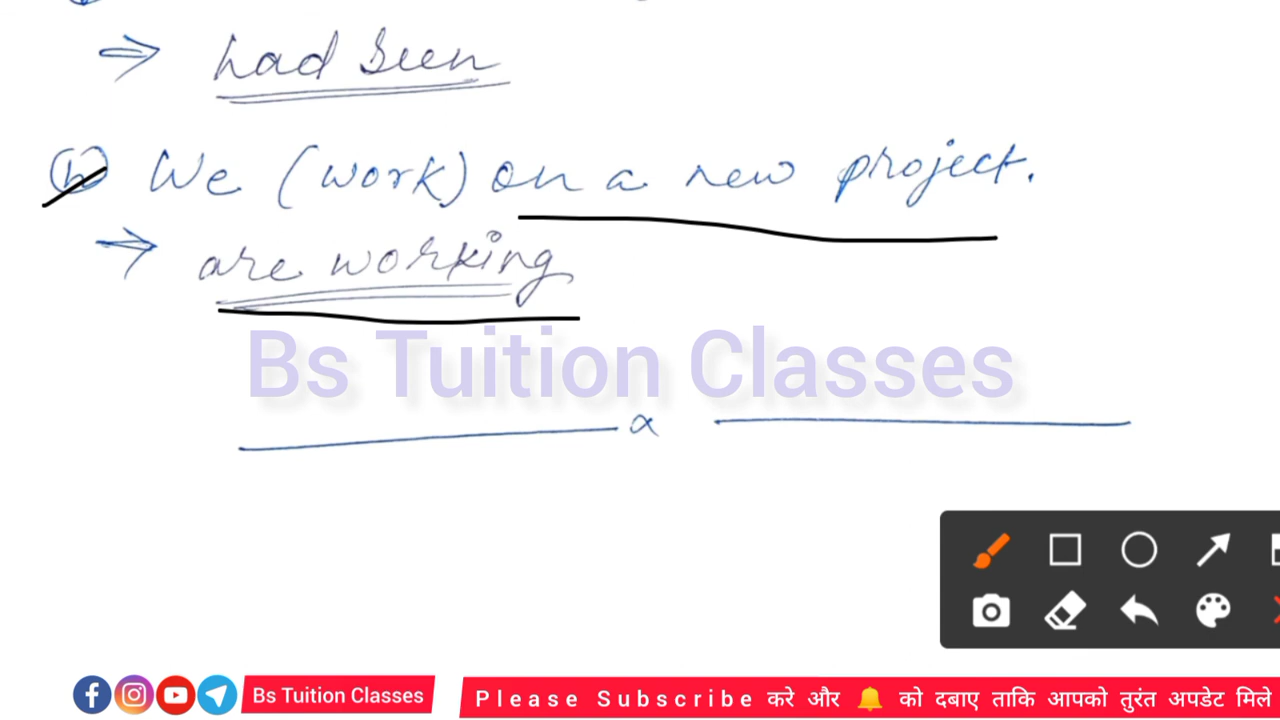 ⇒ had seen
(h) We (work) on a new project.
⇒ are working
Bs Tuition Classes
Bs Tuition Classes
Please Subscribe करे और 🔔 को दबाए ताकि आपको तुरंत अपडेट मिले